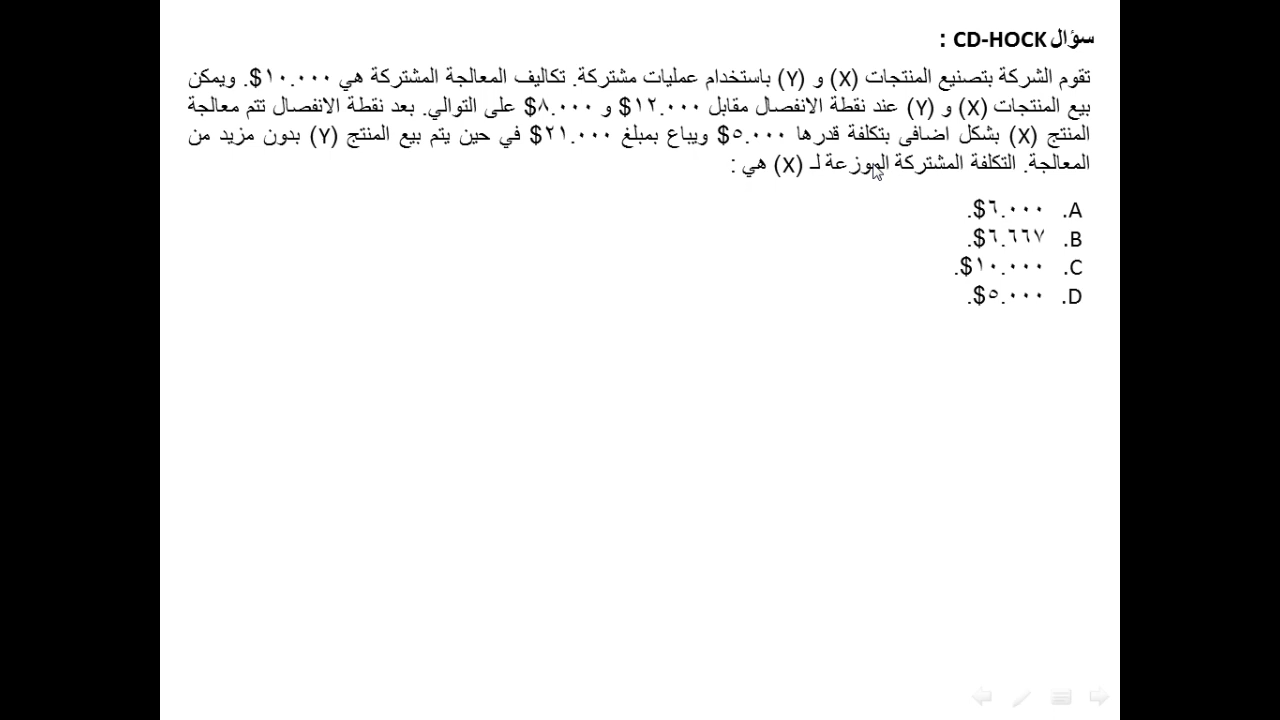 سؤال CD-HOCK :
تقوم الشركة بتصنيع المنتجات (X) و (Y) باستخدام عمليات مشتركة. تكاليف المعالجة المشتركة هي ١٠.٠٠٠$. ويمكن
بيع المنتجات (X) و (Y) عند نقطة الانفصال مقابل ١٢.٠٠٠$ و ٨.٠٠٠$ على التوالي. بعد نقطة الانفصال تتم معالجة
المنتج (X) بشكل اضافى بتكلفة قدرها ٥.٠٠٠$ ويباع بمبلغ ٢١.٠٠٠$ في حين يتم بيع المنتج (Y) بدون مزيد من
المعالجة. التكلفة المشتركة الموزعة لـ (X) هي :
A. ٦.٠٠٠$.
B. ٦.٦٦٧$.
C. ١٠.٠٠٠$.
D. ٥.٠٠٠$.